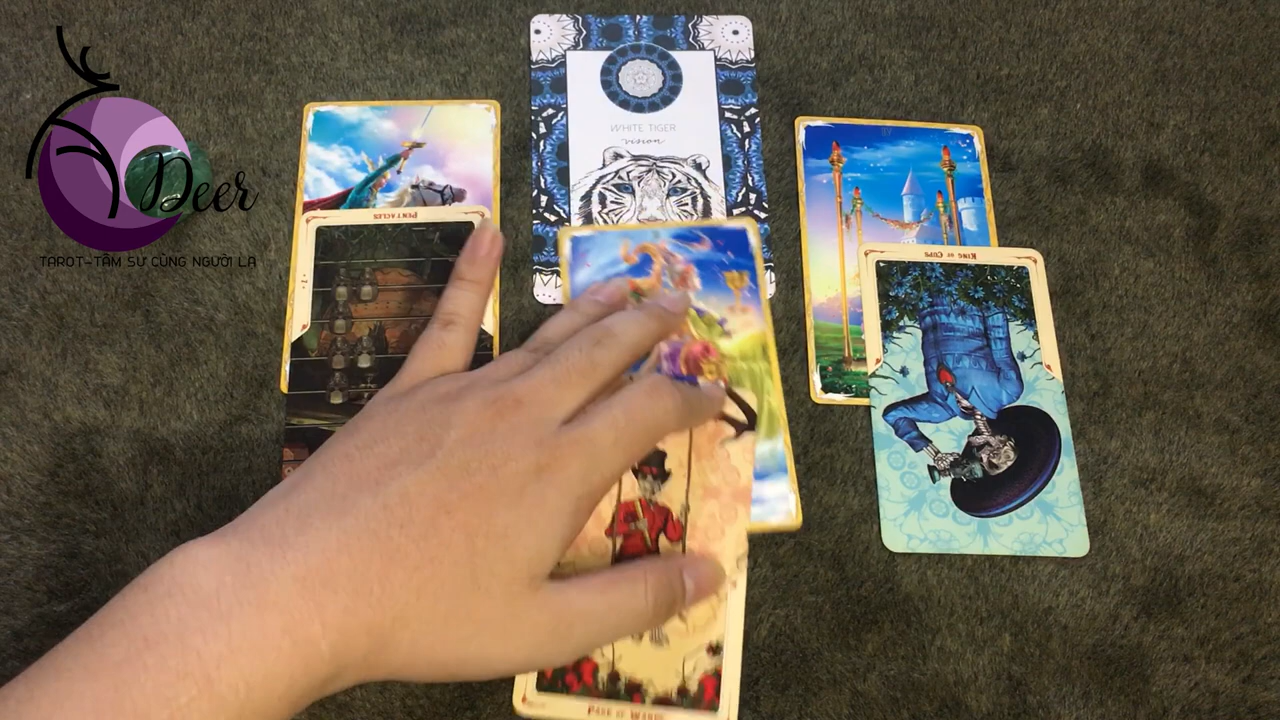 Deer
TAROT-TÂM SỰ CÙNG NGƯỜI LẠ
WHITE TIGER
vision
PENTACLES
KING OF CUPS
PAGE OF WANDS